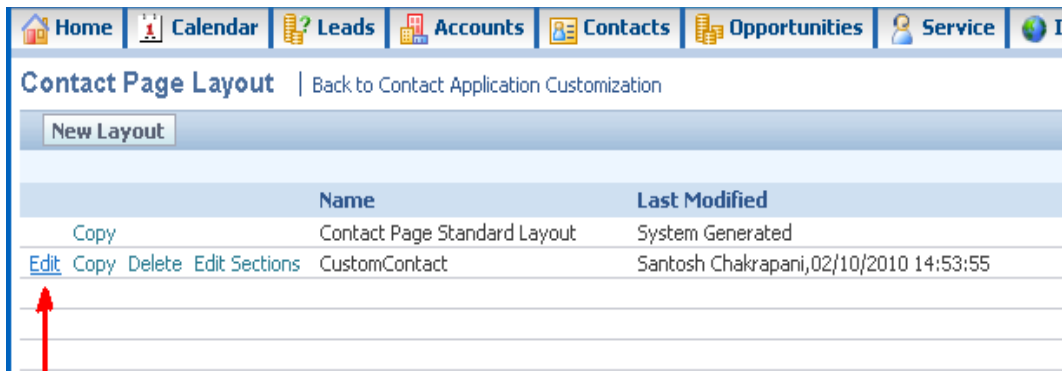 Home 1 Calendar Leads Accounts Contacts Opportunities Service
Contact Page Layout | Back to Contact Application Customization
New Layout
Name Last Modified
Copy Contact Page Standard Layout System Generated
Edit Copy Delete Edit Sections CustomContact Santosh Chakrapani,02/10/2010 14:53:55